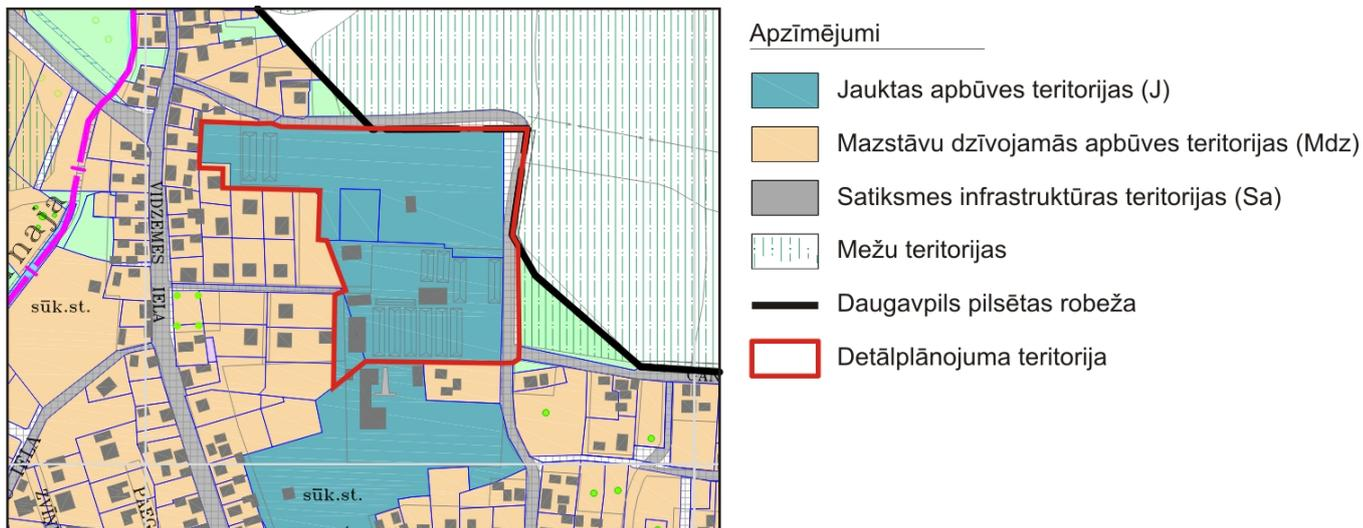 Apzīmējumi
Jauktas apbūves teritorijas (J)
Mazstāvu dzīvojamās apbūves teritorijas (Mdz)
Satiksmes infrastruktūras teritorijas (Sa)
Mežu teritorijas
Daugavpils pilsētas robeža
Detālplānojuma teritorija
VIDZEMES IELA
naja
sūk.st.
IELA
sūk.st.